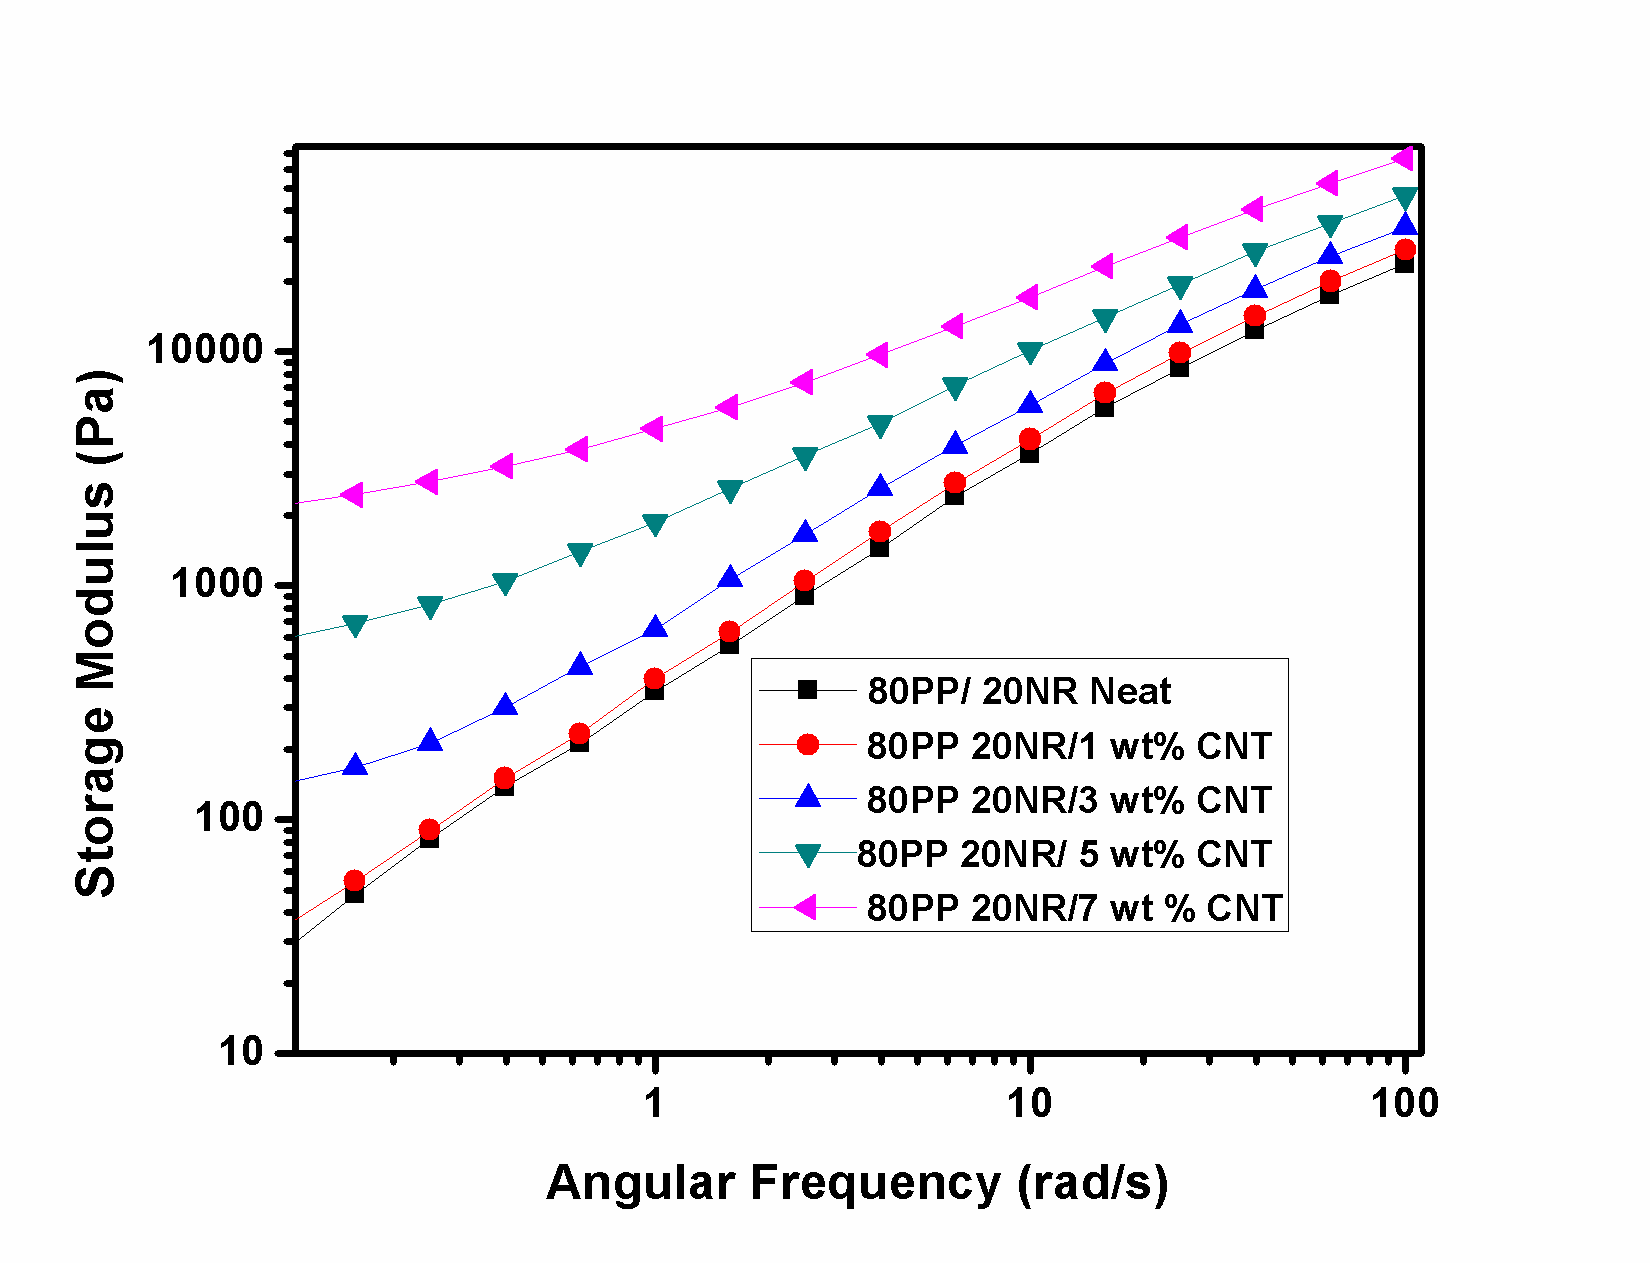 Storage Modulus (Pa)
10000
1000
100
10
80PP/ 20NR Neat
80PP 20NR/1 wt% CNT
80PP 20NR/3 wt% CNT
80PP 20NR/ 5 wt% CNT
80PP 20NR/7 wt % CNT
1 10 100
Angular Frequency (rad/s)